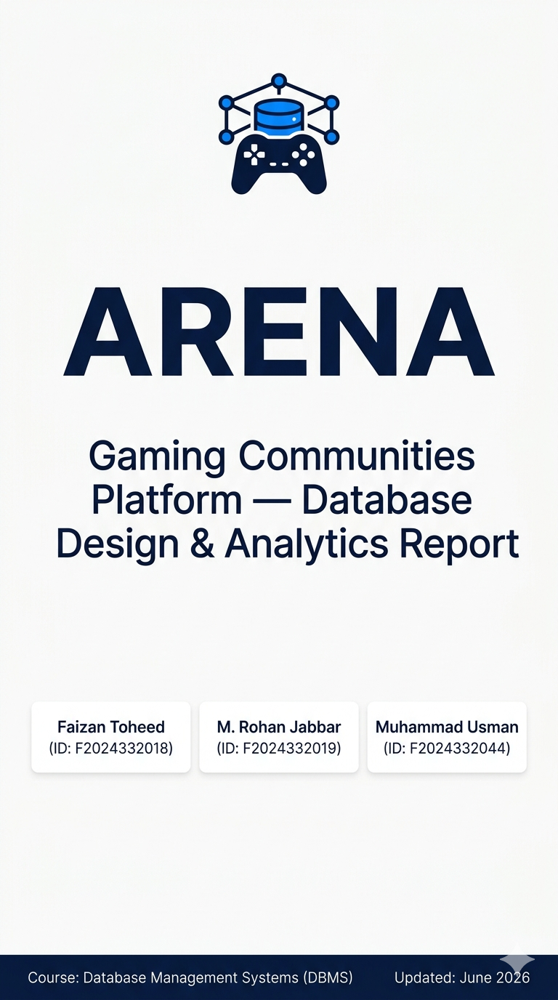 ARENA
Gaming Communities
Platform — Database
Design & Analytics Report
Faizan Toheed
(ID: F2024332018)
M. Rohan Jabbar
(ID: F2024332019)
Muhammad Usman
(ID: F2024332044)
Course: Database Management Systems (DBMS)
Updated: June 2026